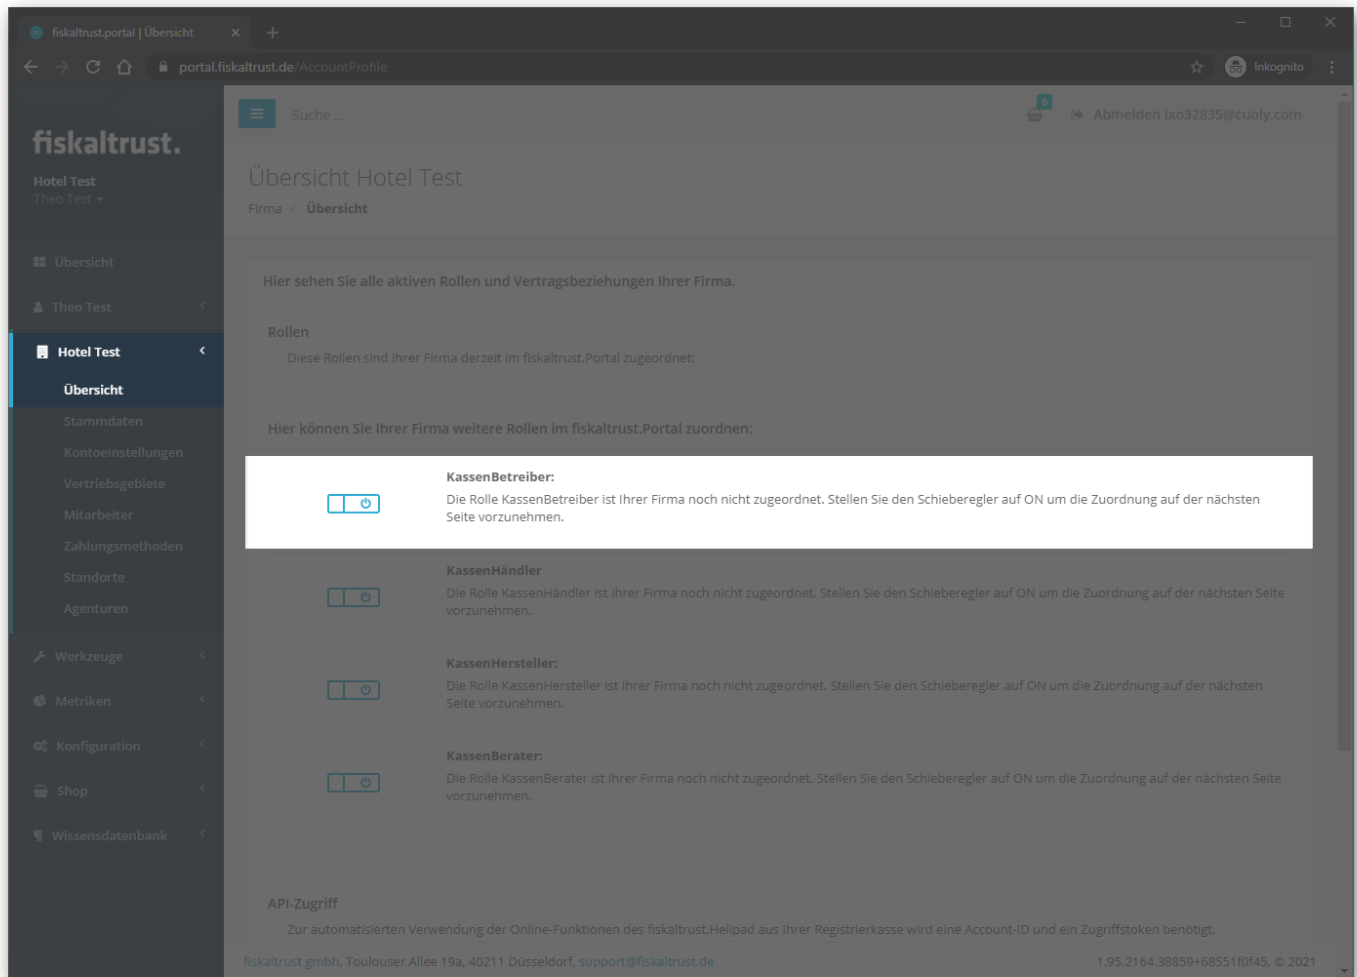 fiskaltrust.portal | Übersicht
portal.fiskaltrust.de/AccountProfile
Inkognito
fiskaltrust.
Hotel Test
Theo Test
Übersicht
Theo Test
Hotel Test
Übersicht
Stammdaten
Kontoeinstellungen
Vertriebsgebiete
Mitarbeiter
Zahlungsmethoden
Standorte
Agenturen
Werkzeuge
Metriken
Konfiguration
Shop
Wissensdatenbank
Suche ...
0
Abmelden ixo32835@cuoly.com
Übersicht Hotel Test
Firma / Übersicht
Hier sehen Sie alle aktiven Rollen und Vertragsbeziehungen Ihrer Firma.
Rollen
Diese Rollen sind Ihrer Firma derzeit im fiskaltrust.Portal zugeordnet:
Hier können Sie Ihrer Firma weitere Rollen im fiskaltrust.Portal zuordnen:
KassenBetreiber:
Die Rolle KassenBetreiber ist Ihrer Firma noch nicht zugeordnet. Stellen Sie den Schieberegler auf ON um die Zuordnung auf der nächsten
Seite vorzunehmen.
KassenHändler
Die Rolle KassenHändler ist Ihrer Firma noch nicht zugeordnet. Stellen Sie den Schieberegler auf ON um die Zuordnung auf der nächsten Seite
vorzunehmen.
KassenHersteller:
Die Rolle KassenHersteller ist Ihrer Firma noch nicht zugeordnet. Stellen Sie den Schieberegler auf ON um die Zuordnung auf der nächsten
Seite vorzunehmen.
KassenBerater:
Die Rolle KassenBerater ist Ihrer Firma noch nicht zugeordnet. Stellen Sie den Schieberegler auf ON um die Zuordnung auf der nächsten Seite
vorzunehmen.
API-Zugriff
Zur automatisierten Verwendung der Online-Funktionen des fiskaltrust.Helipad aus Ihrer Registrierkasse wird eine Account-ID und ein Zugriffstoken benötigt.
fiskaltrust gmbh, Toulouser Allee 19a, 40211 Düsseldorf, support@fiskaltrust.de
1.95.2164.38859+68551f0f45, © 2021